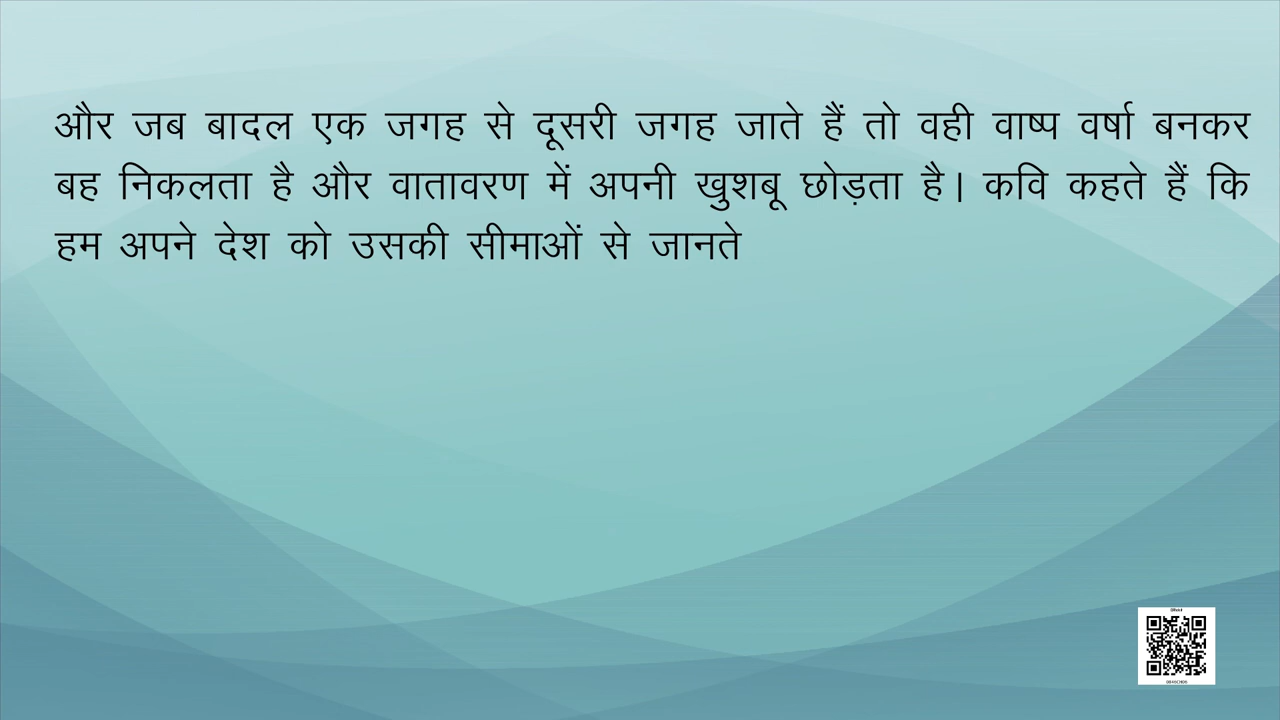 और जब बादल एक जगह से दूसरी जगह जाते हैं तो वही वाष्प वर्षा बनकर
बह निकलता है और वातावरण में अपनी खुशबू छोड़ता है। कवि कहते हैं कि
हम अपने देश को उसकी सीमाओं से जानते